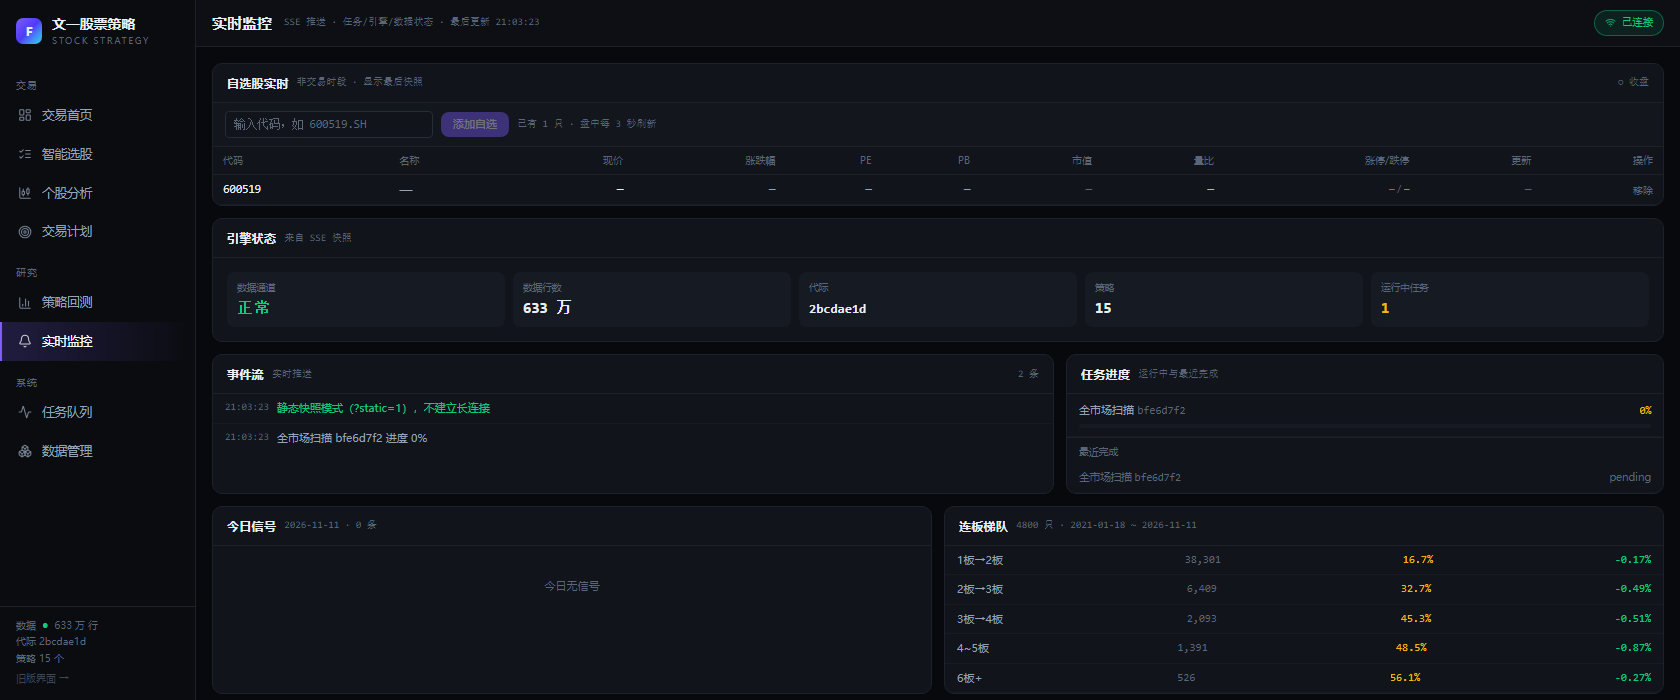 F 文一股票策略
STOCK STRATEGY
交易
交易首页
智能选股
个股分析
交易计划
研究
策略回测
实时监控
系统
任务队列
数据管理
数据 ● 633 万 行
代际 2bcdae1d
策略 15 个
旧版界面 →
实时监控 SSE 推送 · 任务/引擎/数据状态 · 最后更新 21:03:23
已连接
自选股实时 非交易时段 · 显示最后快照
○ 收盘
输入代码，如 600519.SH 添加自选 已有 1 只 · 盘中每 3 秒刷新
代码 名称 现价 涨跌幅 PE PB 市值 量比 涨停/跌停 更新 操作
600519 — — — — — — — —/— — 移除
引擎状态 来自 SSE 快照
数据通道 数据行数 代际 策略 运行中任务
正常 633 万 2bcdae1d 15 1
事件流 实时推送 2 条
21:03:23 静态快照模式（?static=1），不建立长连接
21:03:23 全市场扫描 bfe6d7f2 进度 0%
任务进度 运行中与最近完成
全市场扫描 bfe6d7f2 0%
最近完成
全市场扫描 bfe6d7f2 pending
今日信号 2026-11-11 · 0 条
今日无信号
连板梯队 4800 只 · 2021-01-18 ~ 2026-11-11
1板→2板 38,301 16.7% -0.17%
2板→3板 6,409 32.7% -0.49%
3板→4板 2,093 45.3% -0.51%
4~5板 1,391 48.5% -0.87%
6板+ 526 56.1% -0.27%